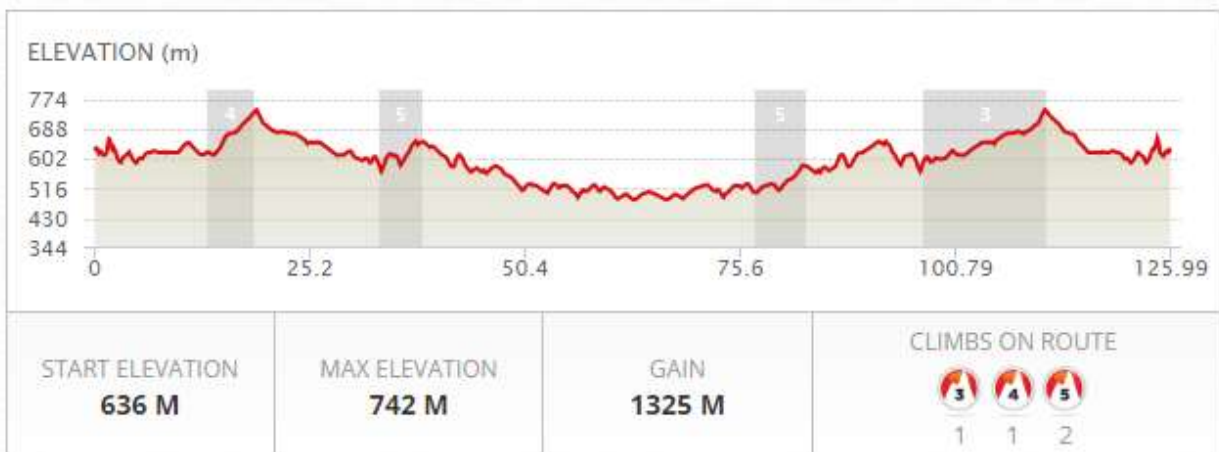 ELEVATION (m)
774
688
602
516
430
344
4
5
5
3
0
25.2
50.4
75.6
100.79
125.99
START ELEVATION
636 M
MAX ELEVATION
742 M
GAIN
1325 M
CLIMBS ON ROUTE
3 4 5
1 1 2